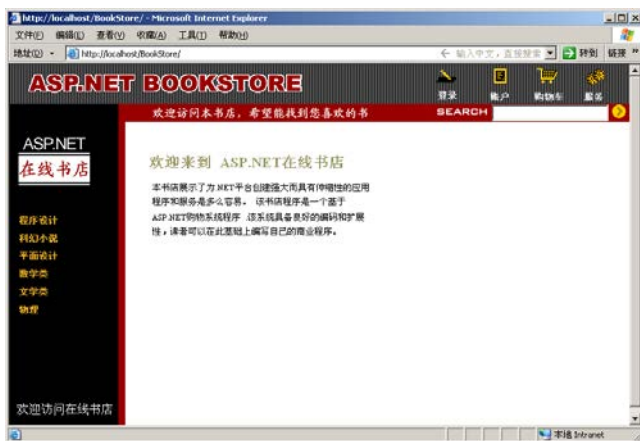 http://localhost/BookStore/ - Microsoft Internet Explorer
文件(F) 编辑(E) 查看(V) 收藏(A) 工具(T) 帮助(H)
地址(D) http://localhost/BookStore/ 输入中文，直接搜索 转到 链接 »
ASP.NET BOOKSTORE
登录 账户 购物车 服务
欢迎访问本书店，希望能找到您喜欢的书 SEARCH
ASP.NET
在线书店
欢迎来到 ASP.NET在线书店
本书店展示了为.NET平台创建强大而具有伸缩性的应用
程序和服务是多么容易。 该书店程序是一个基于
ASP.NET购物系统程序 .该系统具备良好的编码和扩展
性，读者可以在此基础上编写自己的商业程序。
程序设计
科幻小说
平面设计
数学类
文学类
物理
欢迎访问在线书店
本地 Intranet